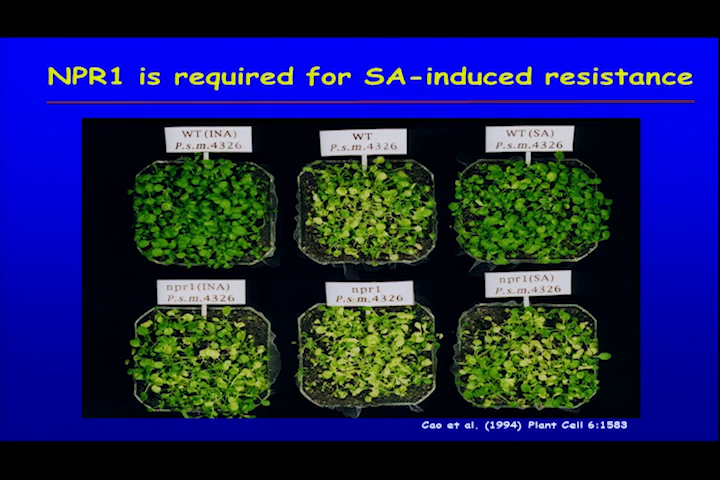 NPR1 is required for SA-induced resistance
WT(INA)
P.s.m.4326
WT
P.s.m.4326
WT(SA)
P.s.m.4326
npr1(INA)
P.s.m.4326
npr1
P.s.m.4326
npr1(SA)
P.s.m.4326
Cao et al. (1994) Plant Cell 6:1583